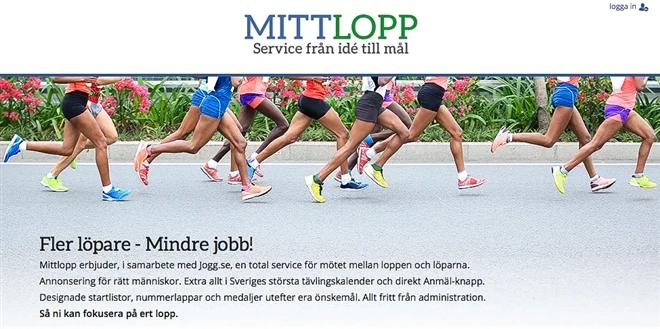 logga in
MITTLOPP
Service från idé till mål
Fler löpare - Mindre jobb!
Mittlopp erbjuder, i samarbete med Jogg.se, en total service för mötet mellan loppen och löparna.
Annonsering för rätt människor. Extra allt i Sveriges största tävlingskalender och direkt Anmäl-knapp.
Designade startlistor, nummerlappar och medaljer utefter era önskemål. Allt fritt från administration.
Så ni kan fokusera på ert lopp.